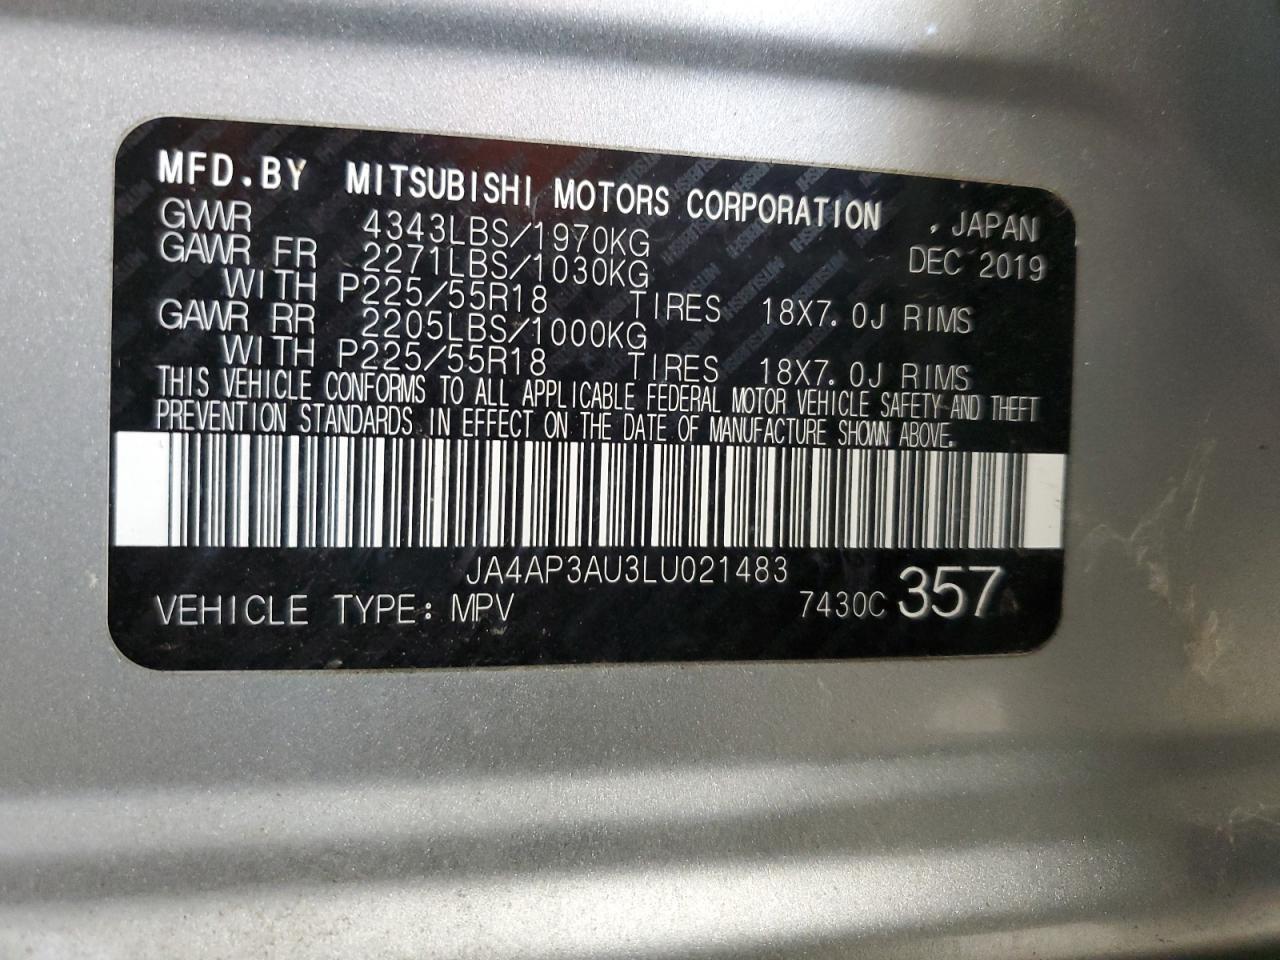 MFD.BY MITSUBISHI MOTORS CORPORATION , JAPAN
GVWR 4343LBS/1970KG DEC 2019
GAWR FR 2271LBS/1030KG
WITH P225/55R18 TIRES 18X7.0J RIMS
GAWR RR 2205LBS/1000KG
WITH P225/55R18 TIRES 18X7.0J RIMS
THIS VEHICLE CONFORMS TO ALL APPLICABLE FEDERAL MOTOR VEHICLE SAFETY AND THEFT
PREVENTION STANDARDS IN EFFECT ON THE DATE OF MANUFACTURE SHOWN ABOVE.
JA4AP3AU3LU021483
VEHICLE TYPE: MPV 7430C 357